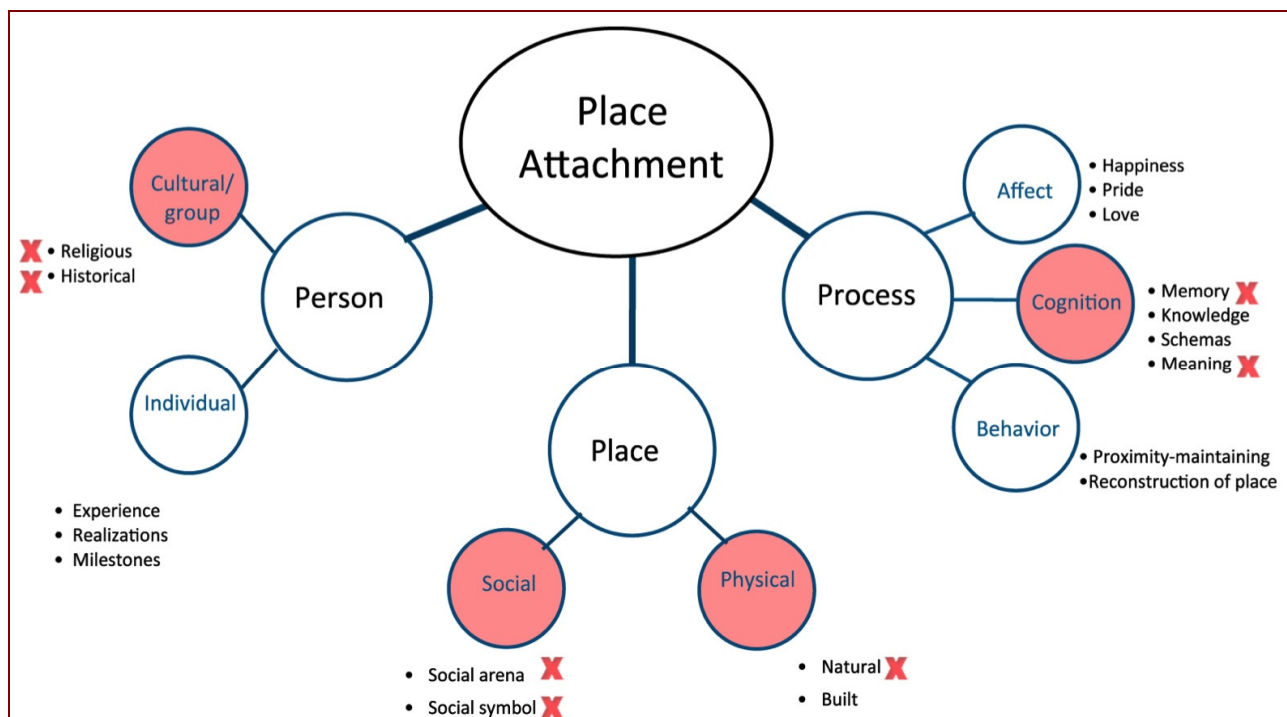 Place
Attachment
Cultural/
group
X • Religious
X • Historical
Person
Individual
• Experience
• Realizations
• Milestones
Place
Social
• Social arena X
• Social symbol X
Physical
• Natural X
• Built
Process
Affect
• Happiness
• Pride
• Love
Cognition
• Memory X
• Knowledge
• Schemas
• Meaning X
Behavior
• Proximity-maintaining
•Reconstruction of place